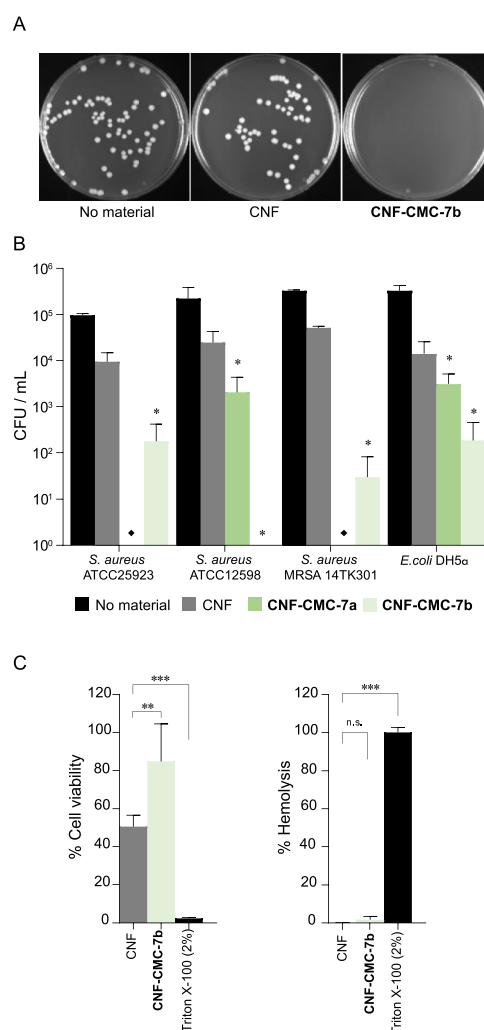 A
No material CNF CNF-CMC-7b
B
CFU / mL
10⁶
10⁵
10⁴
10³
10²
10¹
10⁰
* * * * * *
◆ ◆
S. aureus ATCC25923
S. aureus ATCC12598
S. aureus MRSA 14TK301
E.coli DH5α
No material CNF CNF-CMC-7a CNF-CMC-7b
C
% Cell viability
120
100
80
60
40
20
0
***
**
CNF
CNF-CMC-7b
Triton X-100 (2%)
% Hemolysis
120
100
80
60
40
20
0
***
n.s.
CNF
CNF-CMC-7b
Triton X-100 (2%)